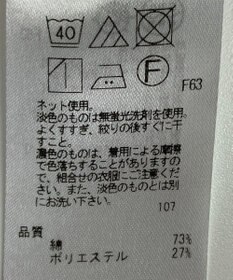 40
F
F63
ネット使用。
淡色のものは無蛍光洗剤を使用。
よくすすぎ、絞りの後すぐに干
すこと。
濃色のものは、着用による摩擦
で色落ちすることがありますの
で、組合せの衣服にご注意くだ
さい。また、淡色のものとは別
にお洗い下さい。
107
品質
綿 73%
ポリエステル 27%